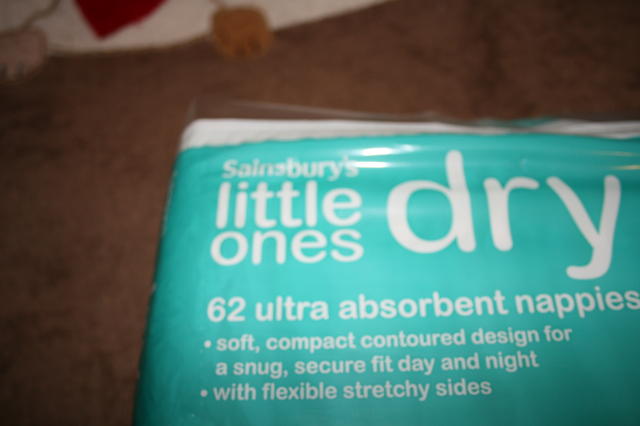 Sainsbury's
little
ones
dry
62 ultra absorbent nappies
• soft, compact contoured design for
a snug, secure fit day and night
• with flexible stretchy sides